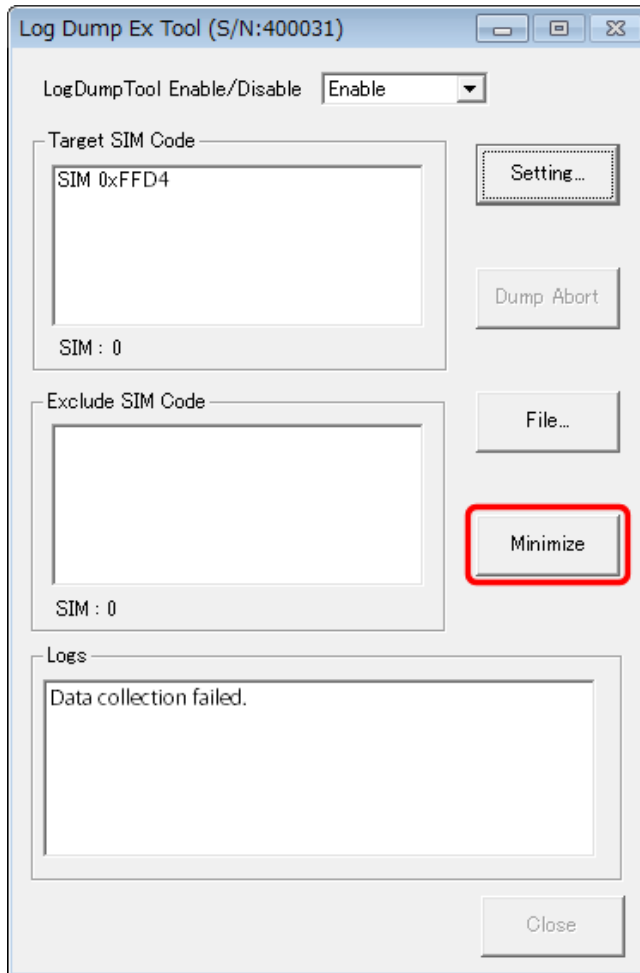 Log Dump Ex Tool (S/N:400031)
LogDumpTool Enable/Disable Enable
Target SIM Code
SIM 0xFFD4
SIM : 0
Setting...
Dump Abort
Exclude SIM Code
SIM : 0
File...
Minimize
Logs
Data collection failed.
Close